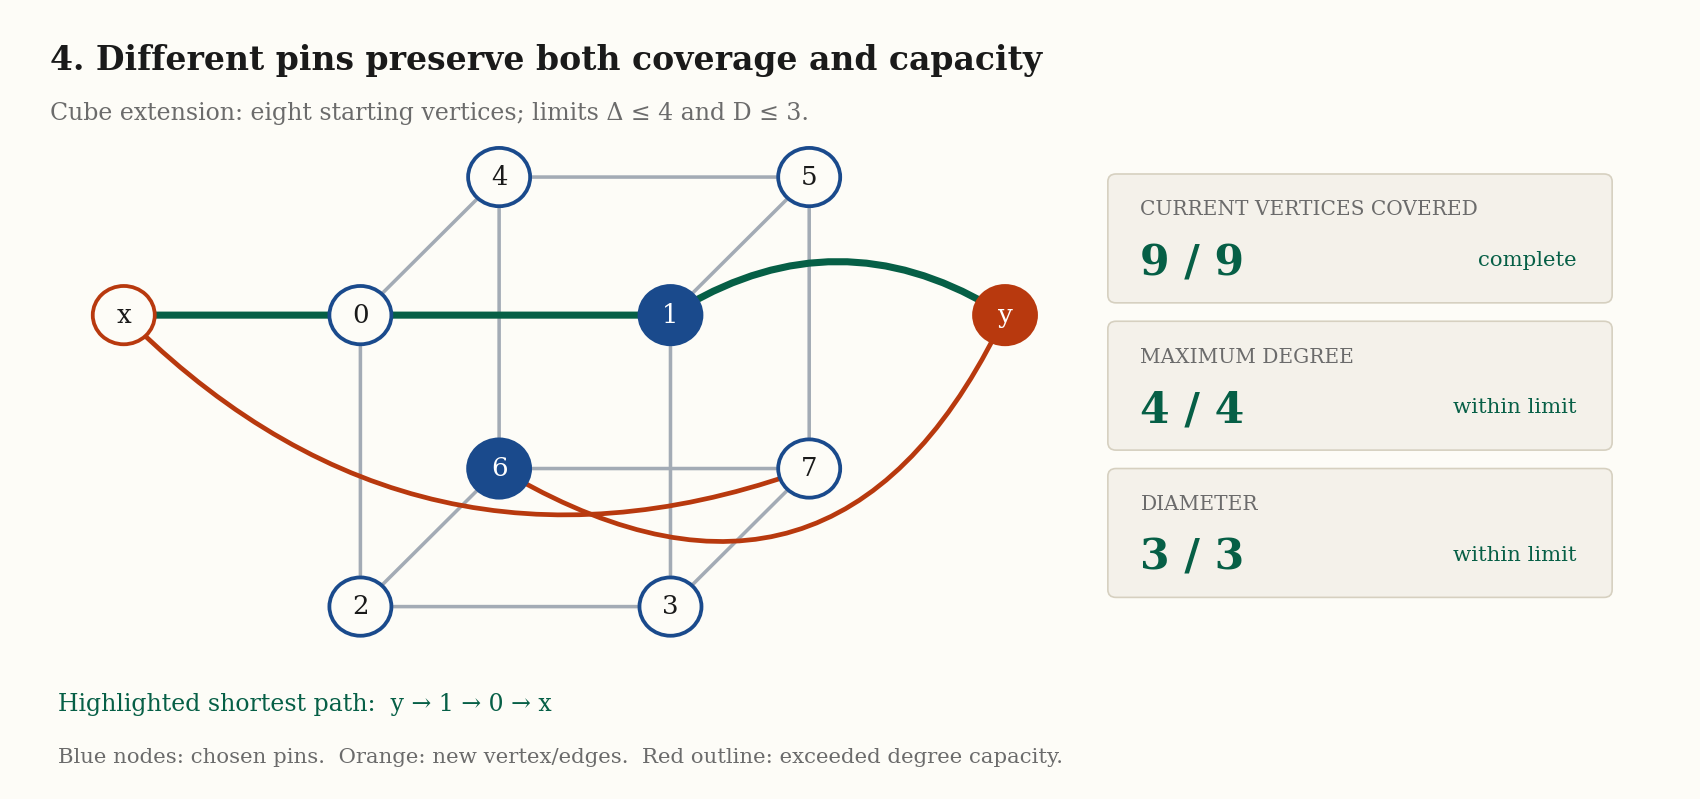 4. Different pins preserve both coverage and capacity
Cube extension: eight starting vertices; limits Δ ≤ 4 and D ≤ 3.
4
5
x
0
1
y
6
7
2
3
CURRENT VERTICES COVERED
9 / 9 complete
MAXIMUM DEGREE
4 / 4 within limit
DIAMETER
3 / 3 within limit
Highlighted shortest path: y → 1 → 0 → x
Blue nodes: chosen pins. Orange: new vertex/edges. Red outline: exceeded degree capacity.